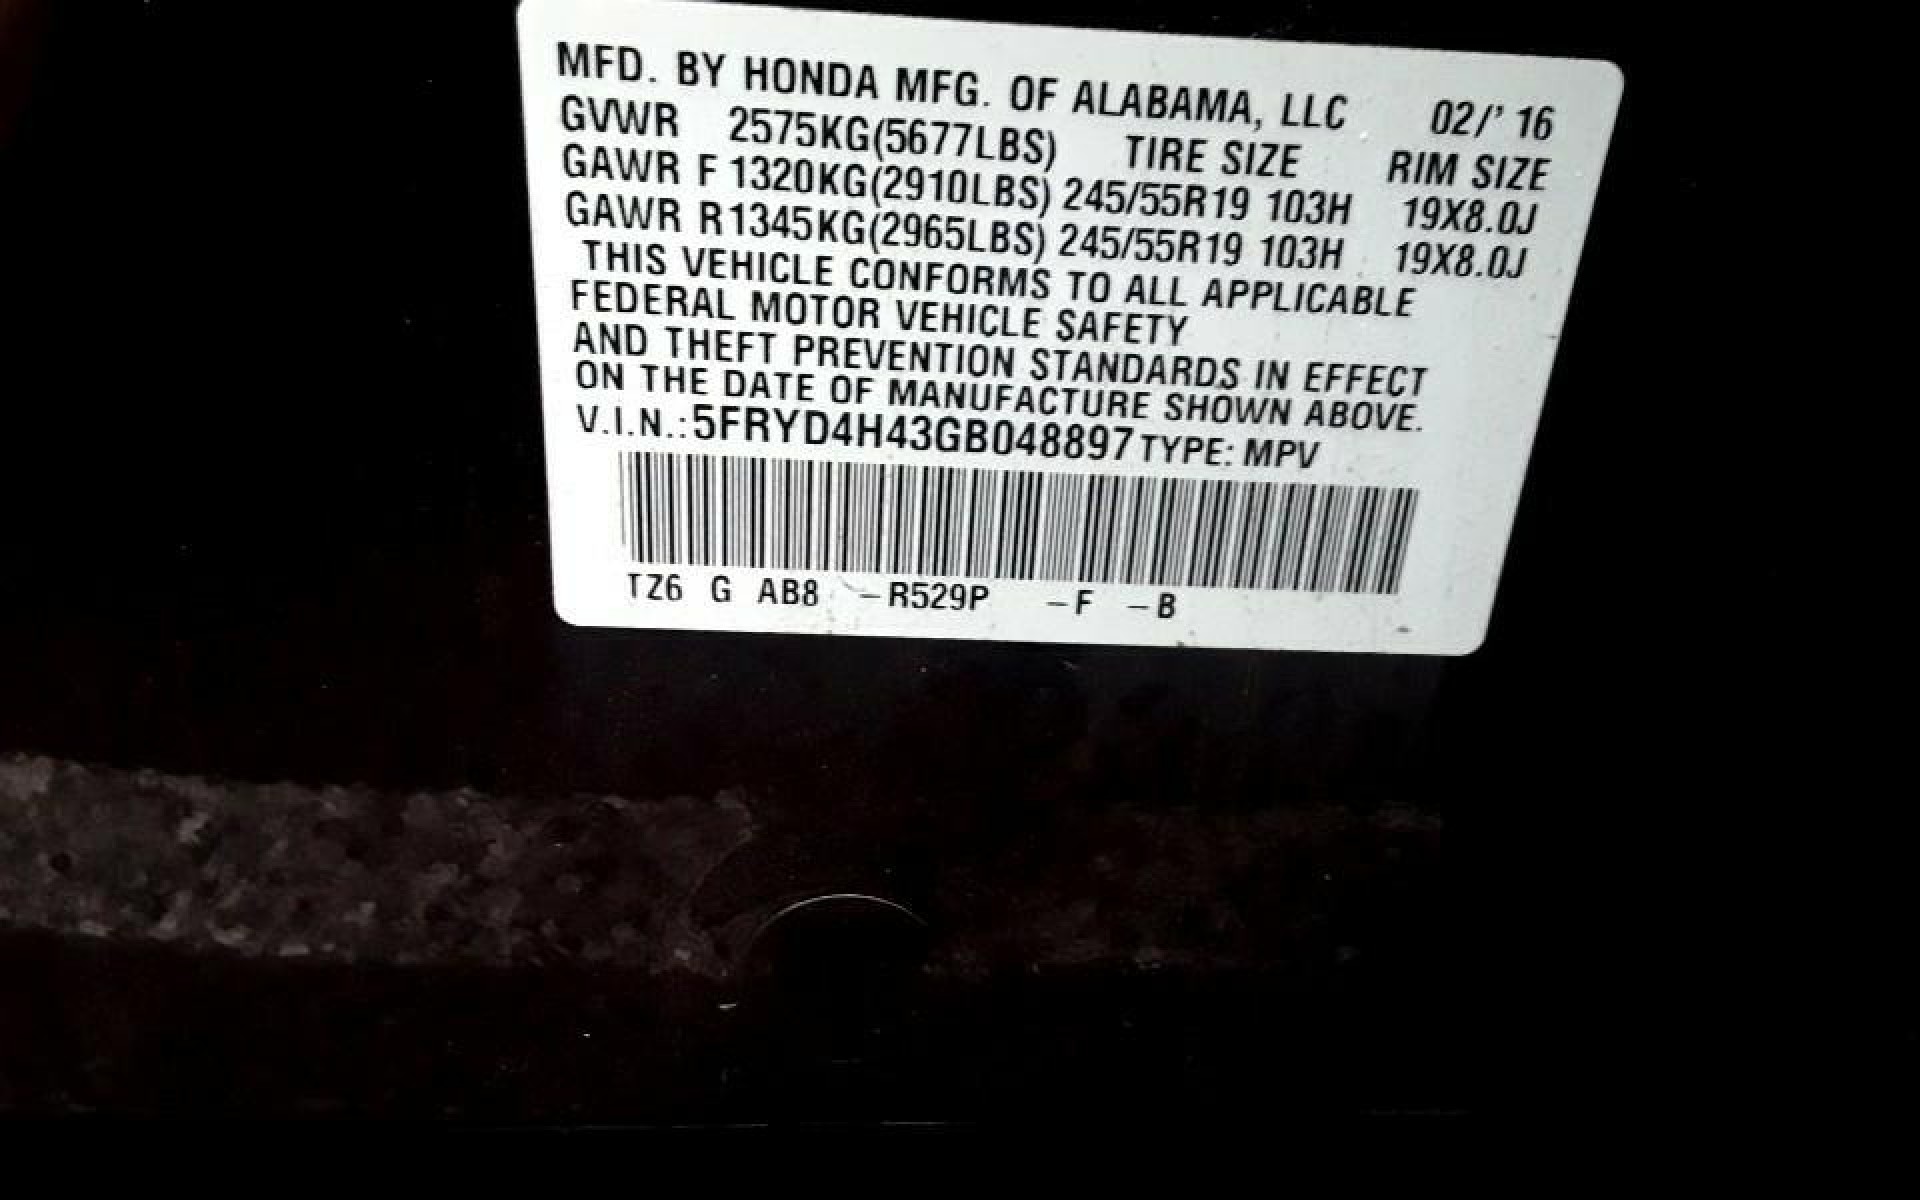 MFD. BY HONDA MFG. OF ALABAMA, LLC 02/' 16
GVWR 2575KG(5677LBS) TIRE SIZE RIM SIZE
GAWR F 1320KG(2910LBS) 245/55R19 103H 19X8.0J
GAWR R1345KG(2965LBS) 245/55R19 103H 19X8.0J
THIS VEHICLE CONFORMS TO ALL APPLICABLE
FEDERAL MOTOR VEHICLE SAFETY
AND THEFT PREVENTION STANDARDS IN EFFECT
ON THE DATE OF MANUFACTURE SHOWN ABOVE.
V.I.N.:5FRYD4H43GB048897 TYPE: MPV
TZ6 G AB8 –R529P –F –B